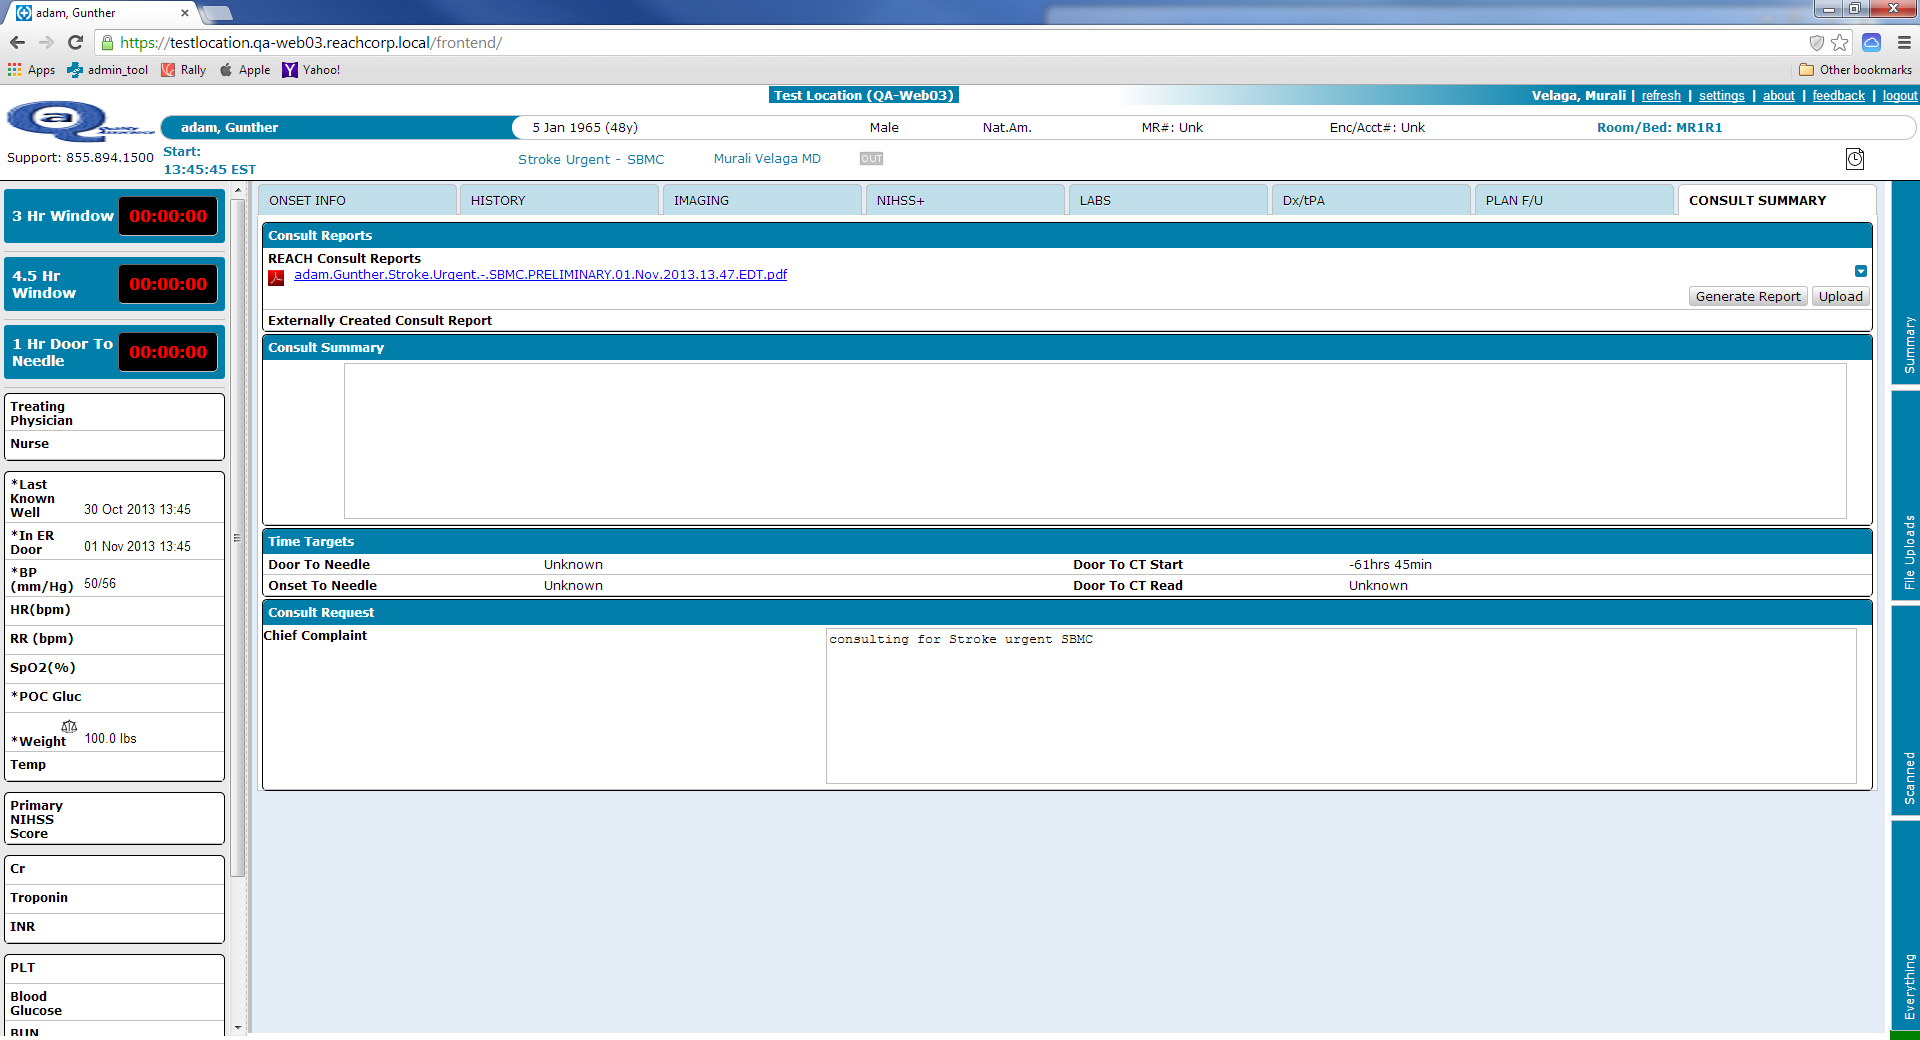 adam, Gunther
https://testlocation.qa-web03.reachcorp.local/frontend/
Apps admin_tool Rally Apple Yahoo! Other bookmarks
Test Location (QA-Web03) Velaga, Murali | refresh | settings | about | feedback | logout
a
Quality Assurance
adam, Gunther 5 Jan 1965 (48y) Male Nat.Am. MR#: Unk Enc/Acct#: Unk Room/Bed: MR1R1
Support: 855.894.1500
Start:
13:45:45 EST
Stroke Urgent - SBMC Murali Velaga MD OUT
3 Hr Window 00:00:00
4.5 Hr
Window
00:00:00
1 Hr Door To
Needle
00:00:00
Treating
Physician
Nurse
*Last
Known
Well 30 Oct 2013 13:45
*In ER
Door 01 Nov 2013 13:45
*BP
(mm/Hg) 50/56
HR(bpm)
RR (bpm)
SpO2(%)
*POC Gluc
*Weight 100.0 lbs
Temp
Primary
NIHSS
Score
Cr
Troponin
INR
PLT
Blood
Glucose
BUN
ONSET INFO HISTORY IMAGING NIHSS+ LABS Dx/tPA PLAN F/U CONSULT SUMMARY
Consult Reports
REACH Consult Reports
adam.Gunther.Stroke.Urgent.-.SBMC.PRELIMINARY.01.Nov.2013.13.47.EDT.pdf
Generate Report Upload
Externally Created Consult Report
Consult Summary
Time Targets
Door To Needle Unknown Door To CT Start -61hrs 45min
Onset To Needle Unknown Door To CT Read Unknown
Consult Request
Chief Complaint consulting for Stroke urgent SBMC
Summary
File Uploads
Scanned
Everything